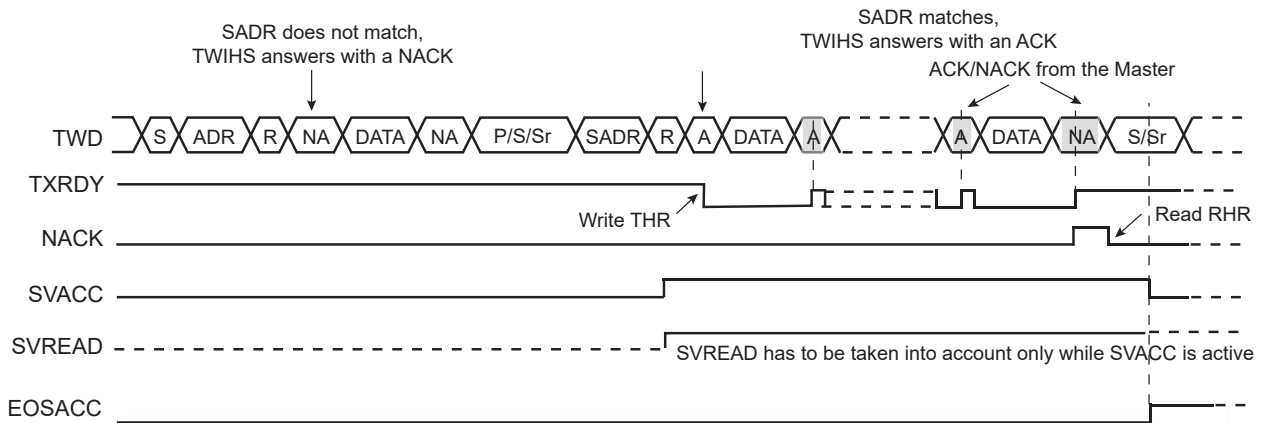 SADR does not match,
TWIHS answers with a NACK
SADR matches,
TWIHS answers with an ACK
ACK/NACK from the Master
TWD S ADR R NA DATA NA P/S/Sr SADR R A DATA A A DATA NA S/Sr
TXRDY
Write THR
Read RHR
NACK
SVACC
SVREAD
SVREAD has to be taken into account only while SVACC is active
EOSACC